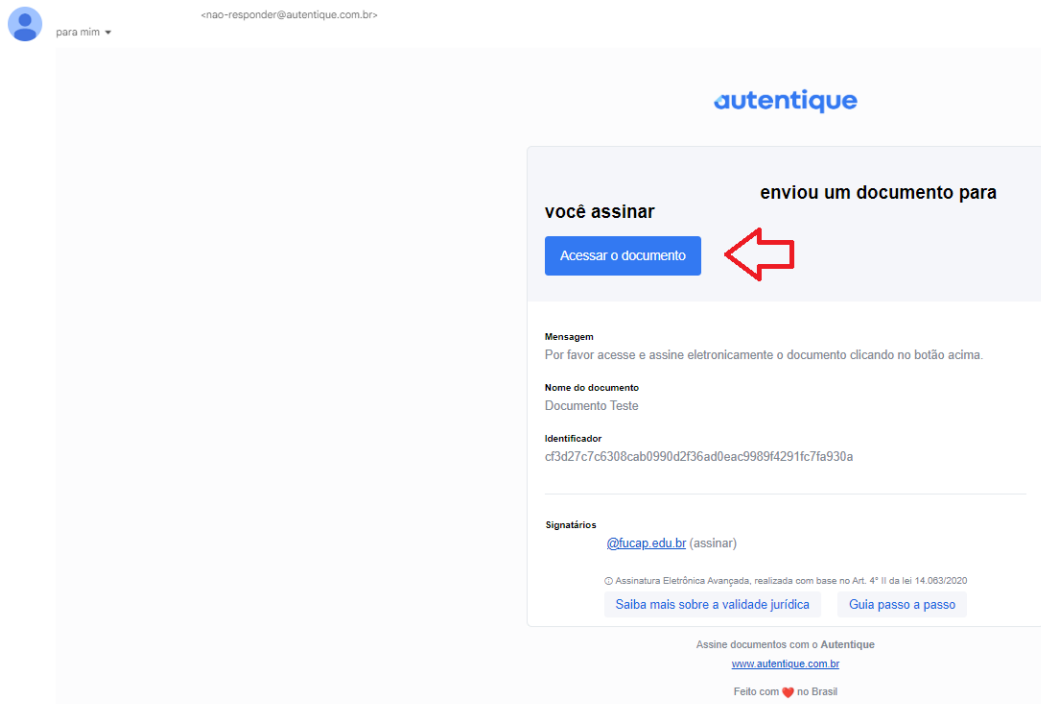 <nao-responder@autentique.com.br>
para mim
autentique
enviou um documento para
você assinar
Acessar o documento
Mensagem
Por favor acesse e assine eletronicamente o documento clicando no botão acima.
Nome do documento
Documento Teste
Identificador
cf3d27c7c6308cab0990d2f36ad0eac9989f4291fc7fa930a
Signatários
@fucap.edu.br (assinar)
Assinatura Eletrônica Avançada, realizada com base no Art. 4º II da lei 14.063/2020
Saiba mais sobre a validade jurídica Guia passo a passo
Assine documentos com o Autentique
www.autentique.com.br
Feito com ❤️ no Brasil